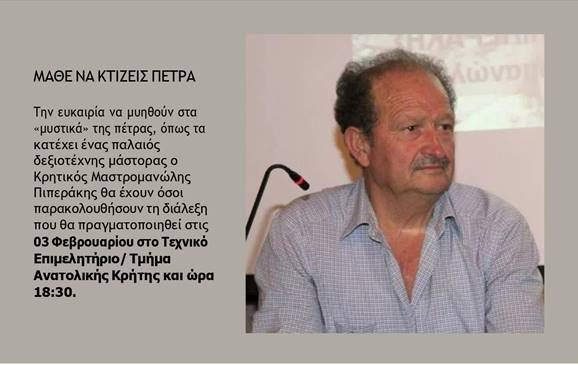 ΜΑΘΕ ΝΑ ΚΤΙΖΕΙΣ ΠΕΤΡΑ
Την ευκαιρία να μυηθούν στα
«μυστικά» της πέτρας, όπως τα
κατέχει ένας παλαιός
δεξιοτέχνης μάστορας ο
Κρητικός Μαστρομανώλης
Πιπεράκης θα έχουν όσοι
παρακολουθήσουν τη διάλεξη
που θα πραγματοποιηθεί στις
03 Φεβρουαρίου στο Τεχνικό
Επιμελητήριο/ Τμήμα
Ανατολικής Κρήτης και ώρα
18:30.